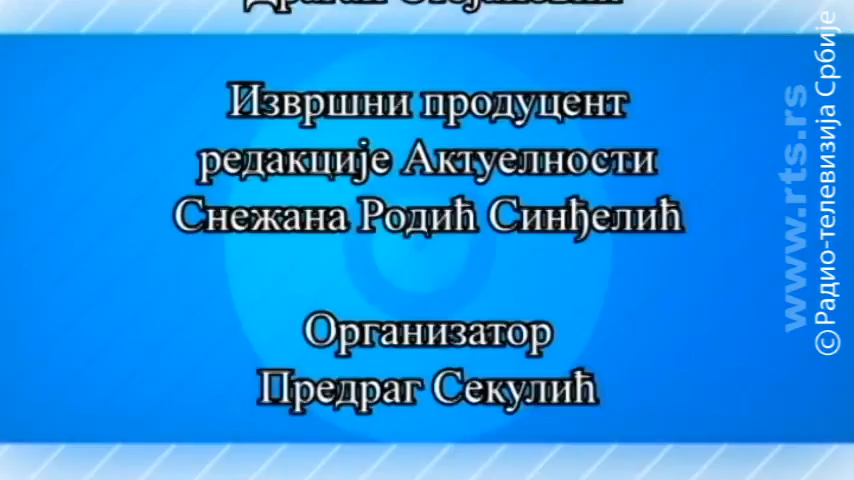 Извршни продуцент
редакције Актуелности
Снежана Родић Синђелић
Организатор
Предраг Секулић
www.rts.rs
© Радио-телевизија Србије